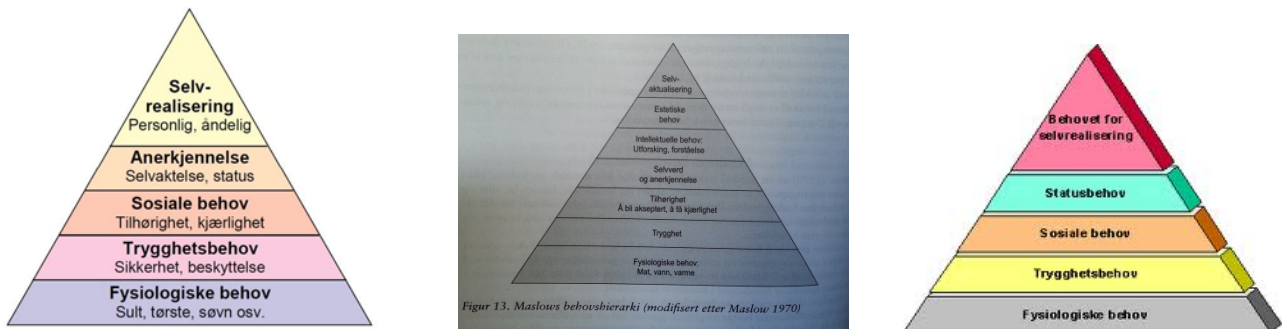 Selv-
realisering
Personlig, åndelig
Anerkjennelse
Selvaktelse, status
Sosiale behov
Tilhørighet, kjærlighet
Trygghetsbehov
Sikkerhet, beskyttelse
Fysiologiske behov
Sult, tørste, søvn osv.
Selv-
aktualisering
Estetiske
behov
Intellektuelle behov:
Utforsking, forståelse
Selvverd
og anerkjennelse
Tilhørighet
Å bli akseptert, å få kjærlighet
Trygghet
Fysiologiske behov:
Mat, vann, varme
Figur 13. Maslows behovshierarki (modifisert etter Maslow 1970)
Behovet for
selvrealisering
Statusbehov
Sosiale behov
Trygghetsbehov
Fysiologiske behov